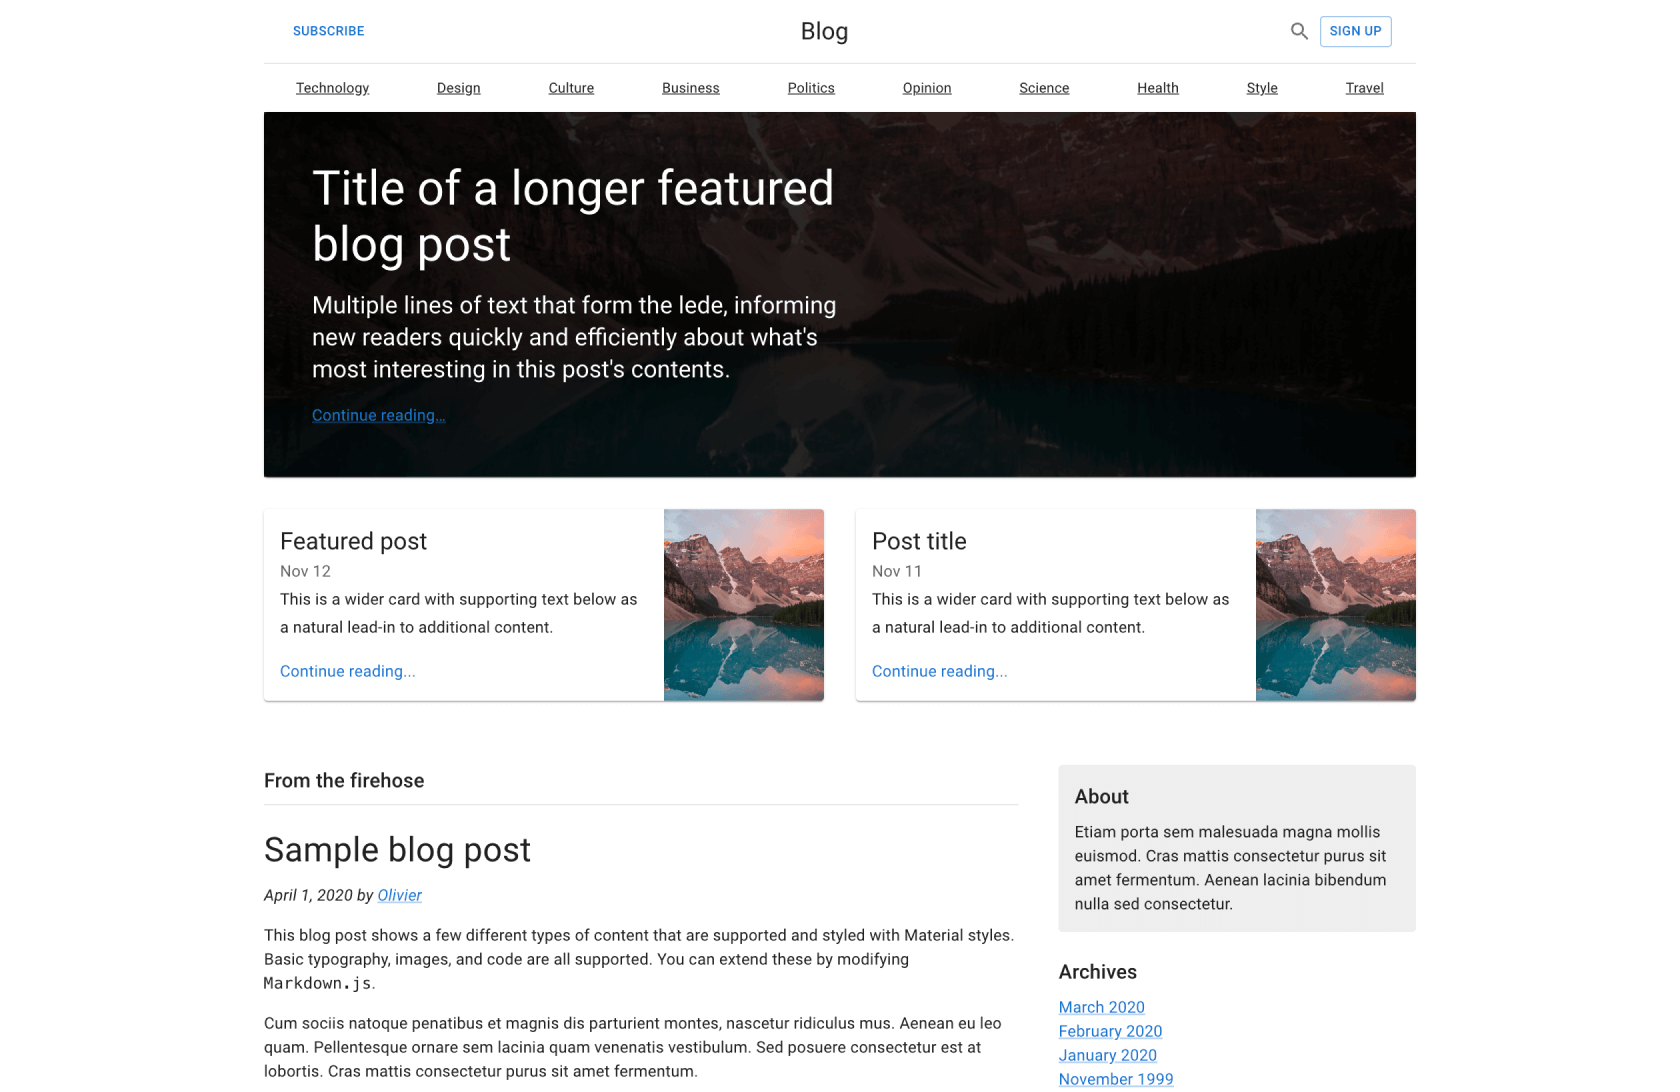 SUBSCRIBE
Blog
SIGN UP
Technology
Design
Culture
Business
Politics
Opinion
Science
Health
Style
Travel
Title of a longer featured
blog post
Multiple lines of text that form the lede, informing
new readers quickly and efficiently about what's
most interesting in this post's contents.
Continue reading…
Featured post
Nov 12
This is a wider card with supporting text below as
a natural lead-in to additional content.
Continue reading...
Post title
Nov 11
This is a wider card with supporting text below as
a natural lead-in to additional content.
Continue reading...
From the firehose
Sample blog post
April 1, 2020 by Olivier
This blog post shows a few different types of content that are supported and styled with Material styles.
Basic typography, images, and code are all supported. You can extend these by modifying
Markdown.js.
Cum sociis natoque penatibus et magnis dis parturient montes, nascetur ridiculus mus. Aenean eu leo
quam. Pellentesque ornare sem lacinia quam venenatis vestibulum. Sed posuere consectetur est at
lobortis. Cras mattis consectetur purus sit amet fermentum.
About
Etiam porta sem malesuada magna mollis
euismod. Cras mattis consectetur purus sit
amet fermentum. Aenean lacinia bibendum
nulla sed consectetur.
Archives
March 2020
February 2020
January 2020
November 1999